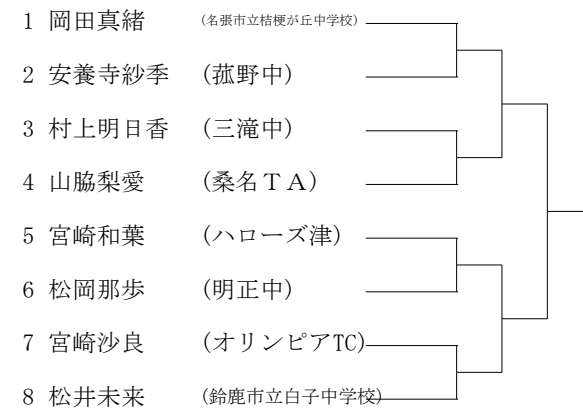 1 岡田真緒 (名張市立桔梗が丘中学校)
2 安養寺紗季 (菰野中)
3 村上明日香 (三滝中)
4 山脇梨愛 (桑名ＴＡ)
5 宮崎和葉 (ハローズ津)
6 松岡那歩 (明正中)
7 宮崎沙良 (オリンピアTC)
8 松井未来 (鈴鹿市立白子中学校)